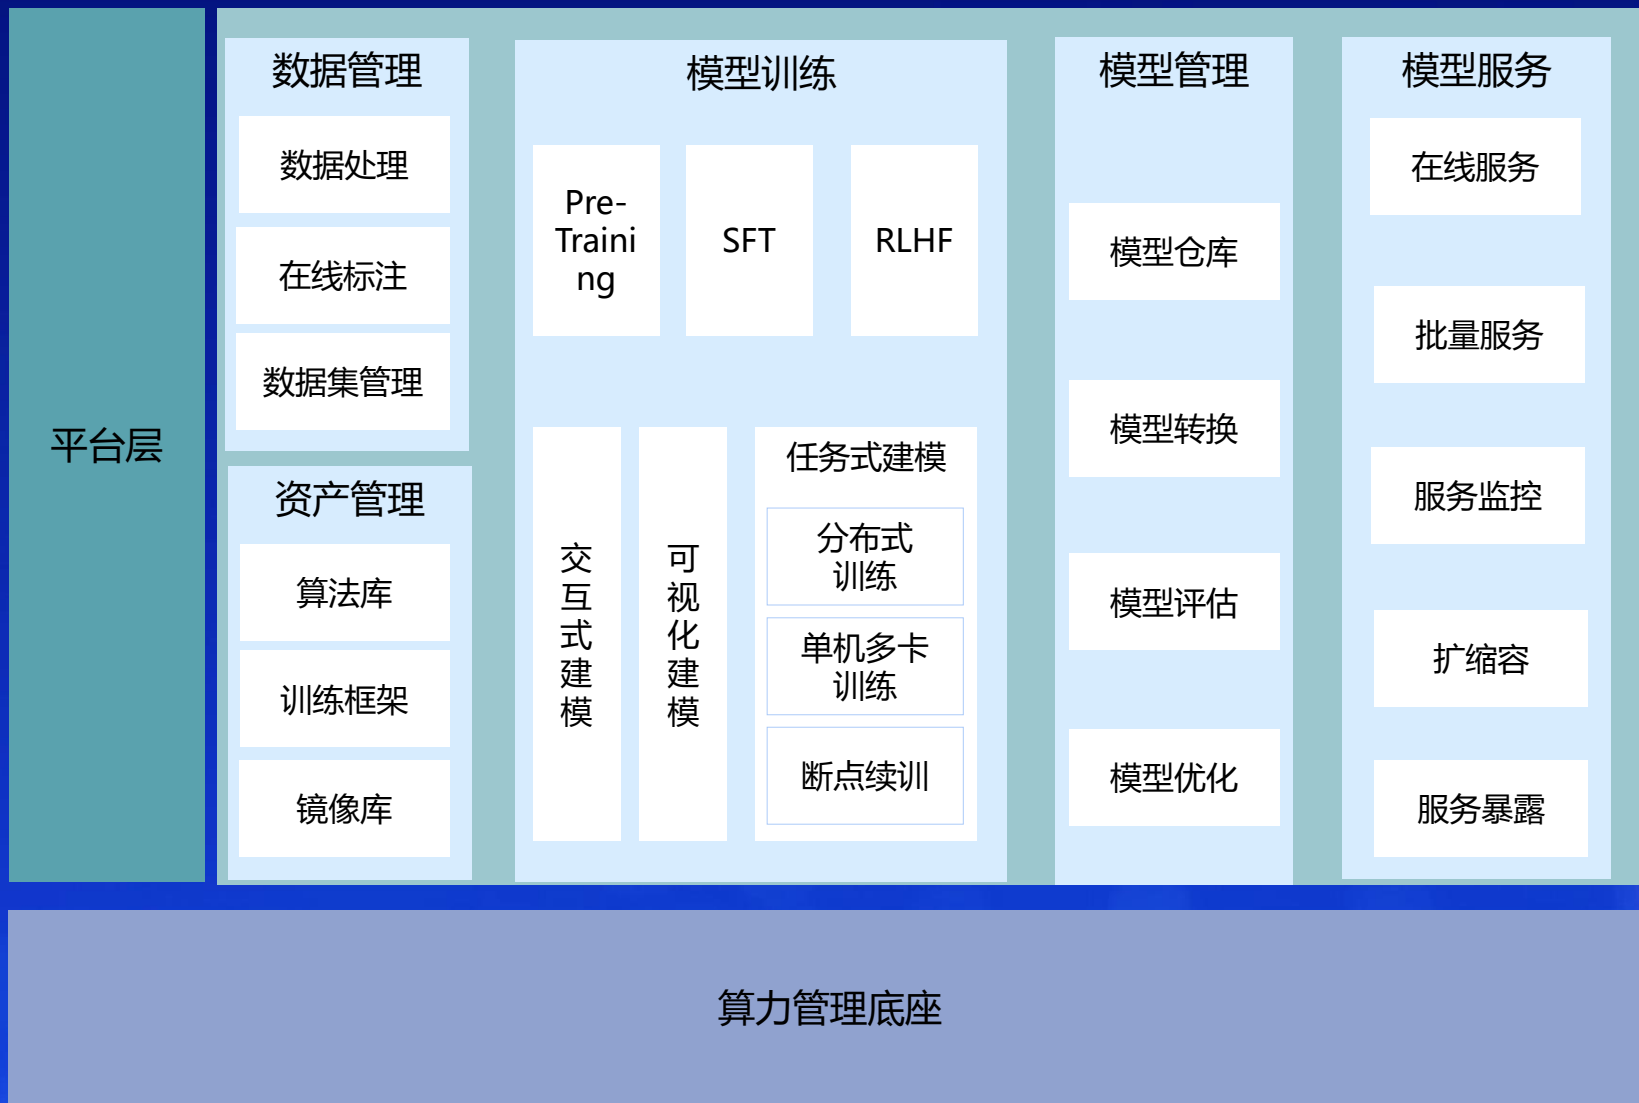 平台层
数据管理
数据处理
在线标注
数据集管理
资产管理
算法库
训练框架
镜像库
模型训练
Pre-
Traini
ng
SFT
RLHF
交
互
式
建
模
可
视
化
建
模
任务式建模
分布式
训练
单机多卡
训练
断点续训
模型管理
模型仓库
模型转换
模型评估
模型优化
模型服务
在线服务
批量服务
服务监控
扩缩容
服务暴露
算力管理底座